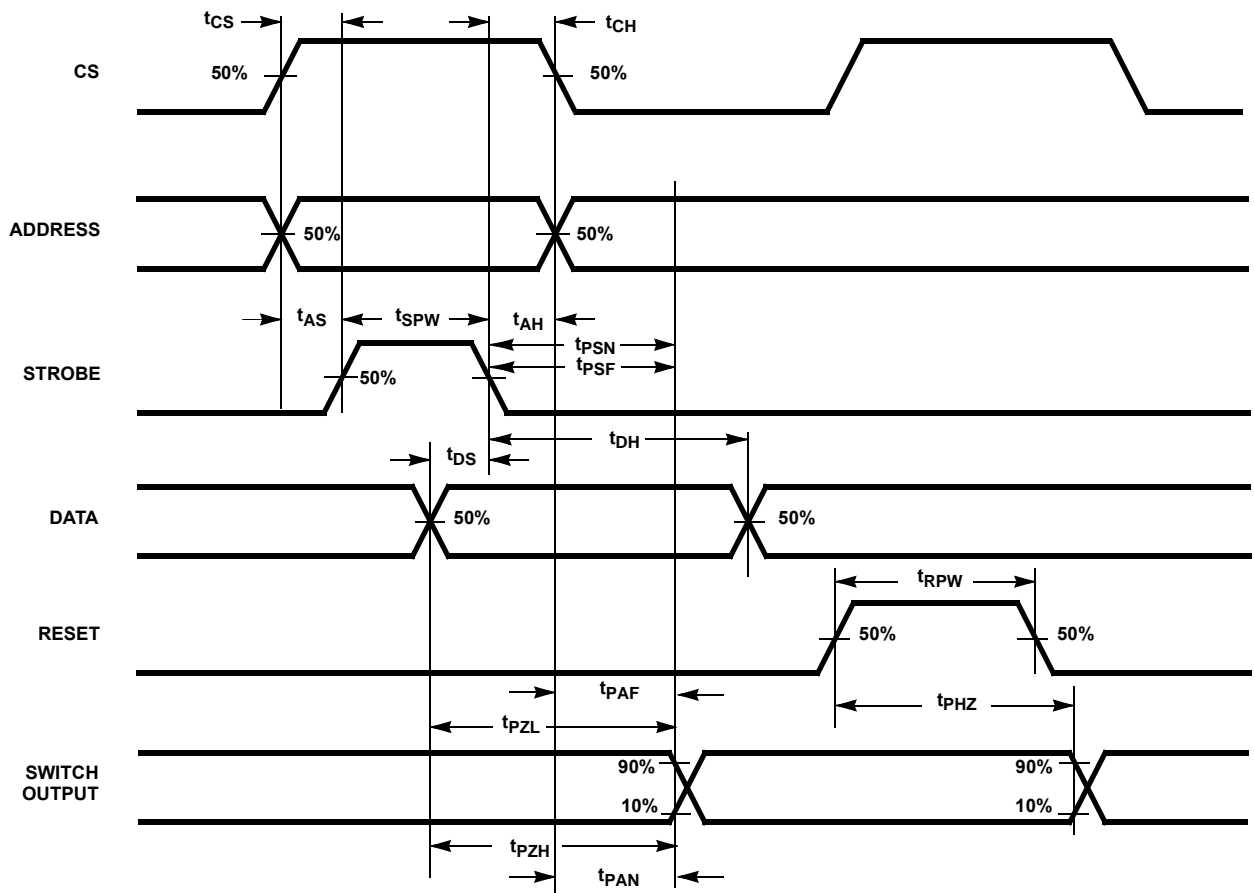 tCS
tCH
CS
50%
50%
ADDRESS
50%
50%
tAS
tSPW
tAH
tPSN
tPSF
STROBE
50%
tDH
tDS
DATA
50%
50%
tRPW
RESET
50%
50%
tPAF
tPHZ
tPZL
SWITCH
OUTPUT
90%
90%
10%
10%
tPZH
tPAN